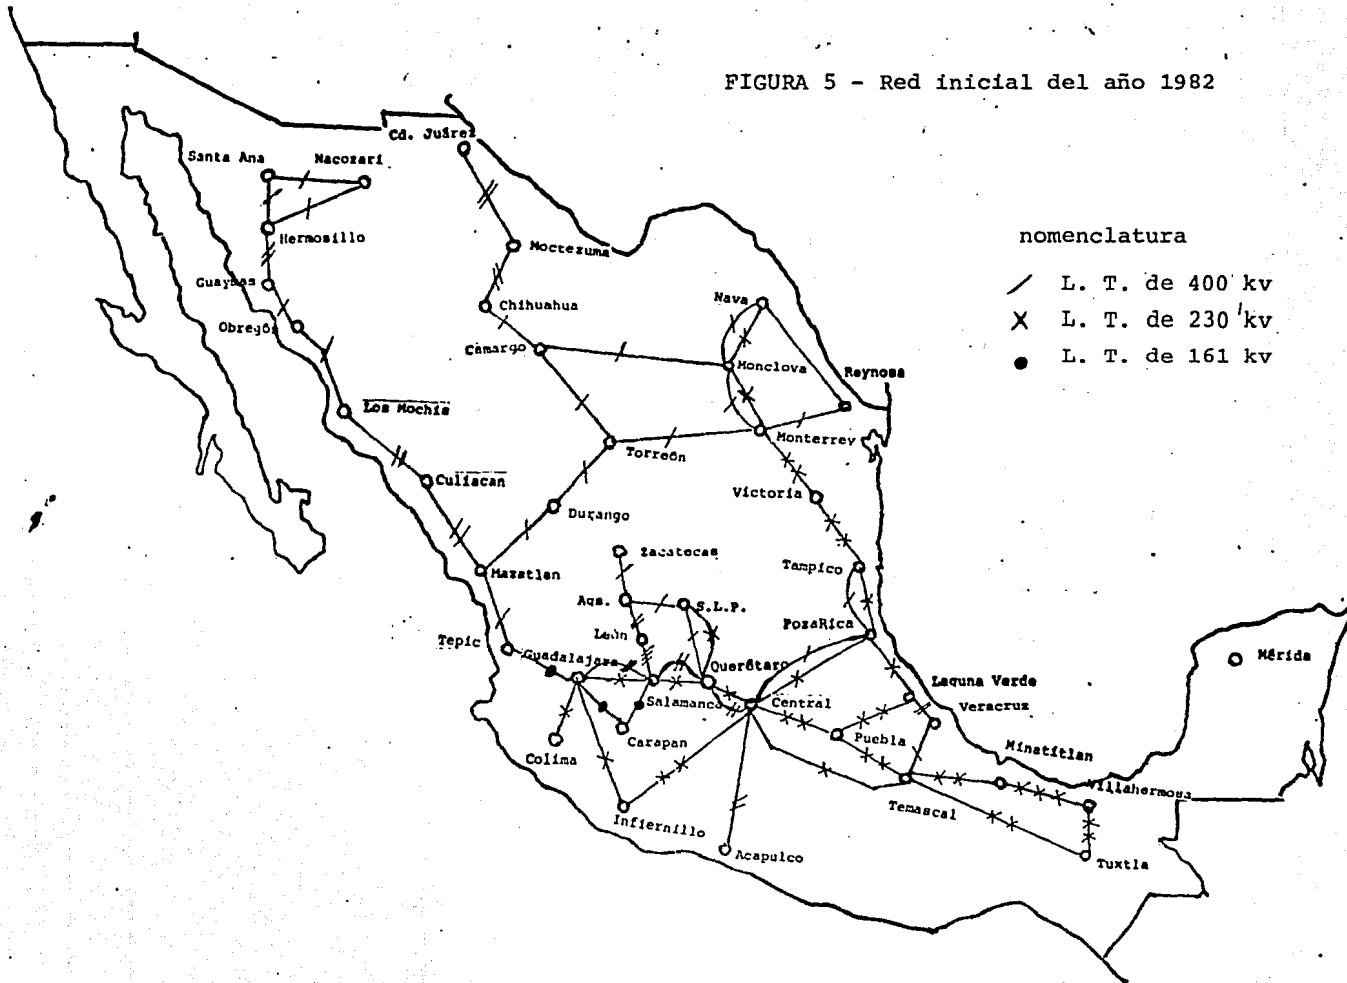 FIGURA 5 - Red inicial del año 1982
Cd. Juárez
Santa Ana
Nacozari
Hermosillo
Moctezuma
nomenclatura
Guaymas
L. T. de 400 kv
Chihuahua
Nava
Obregón
L. T. de 230 kv
Camargo
L. T. de 161 kv
Monclova
Reynosa
Los Mochis
Monterrey
Torreón
Culiacan
Victoria
Durango
Zacatecas
Tampico
Mazatlan
Ags.
S.L.P.
PozaRica
León
Tepic
Guadalajara
Querétaro
Mérida
Laguna Verde
Salamanca
Central
Veracruz
Carapan
Puebla
Colima
Minatitlan
Villahermosa
Temascal
Infiernillo
Acapulco
Tuxtla